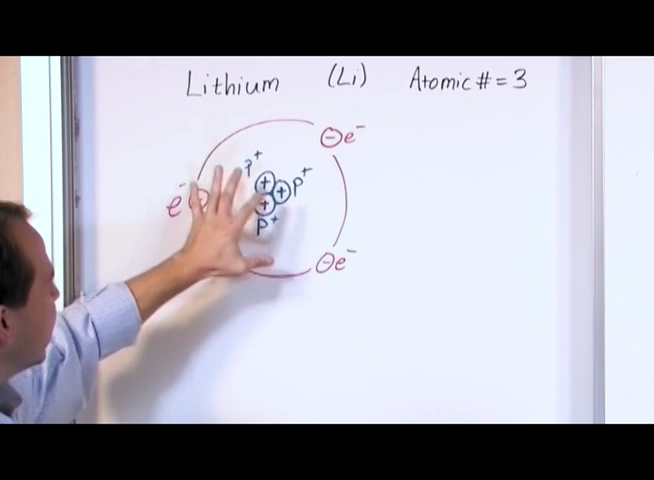 Lithium (Li) Atomic # = 3
⊖ e⁻
P⁺
⊕ ⊕ P⁺
e⁻ ⊖
⊕
P⁺
⊖ e⁻